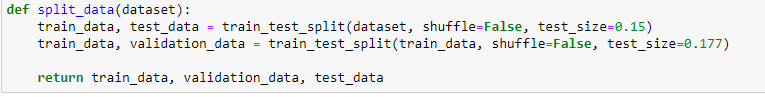 def split_data(dataset):
    train_data, test_data = train_test_split(dataset, shuffle=False, test_size=0.15)
    train_data, validation_data = train_test_split(train_data, shuffle=False, test_size=0.177)
    return train_data, validation_data, test_data